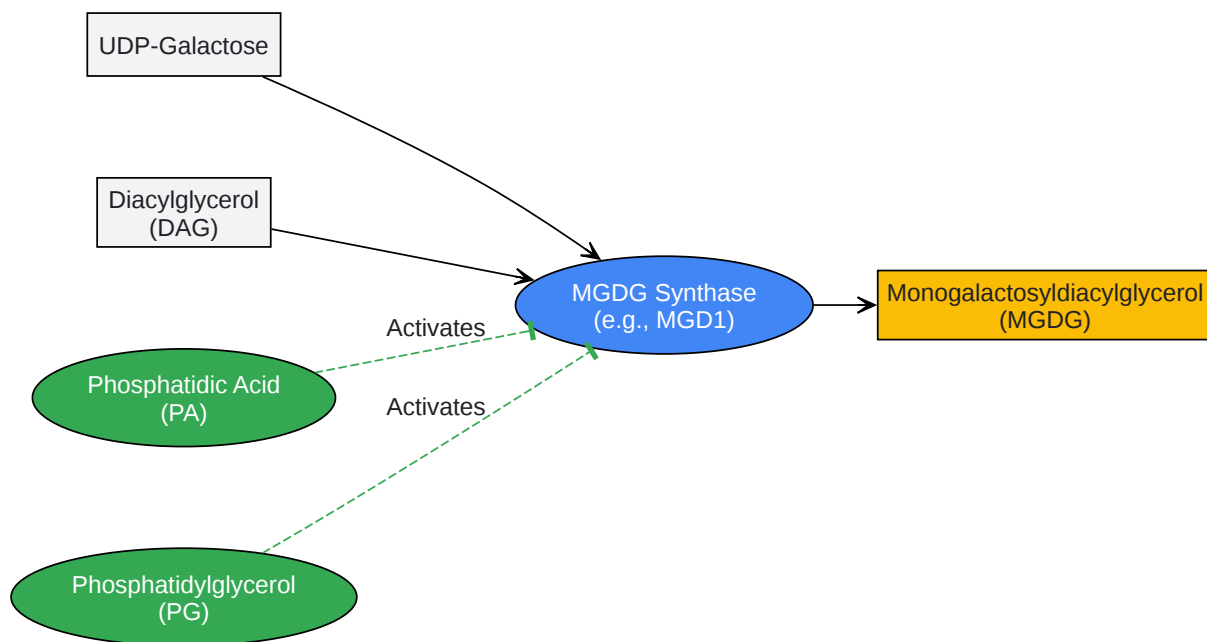 UDP-Galactose
Diacylglycerol
(DAG)
MGDG Synthase
(e.g., MGD1)
Monogalactosyldiacylglycerol
(MGDG)
Activates
Phosphatidic Acid
(PA)
Activates
Phosphatidylglycerol
(PG)